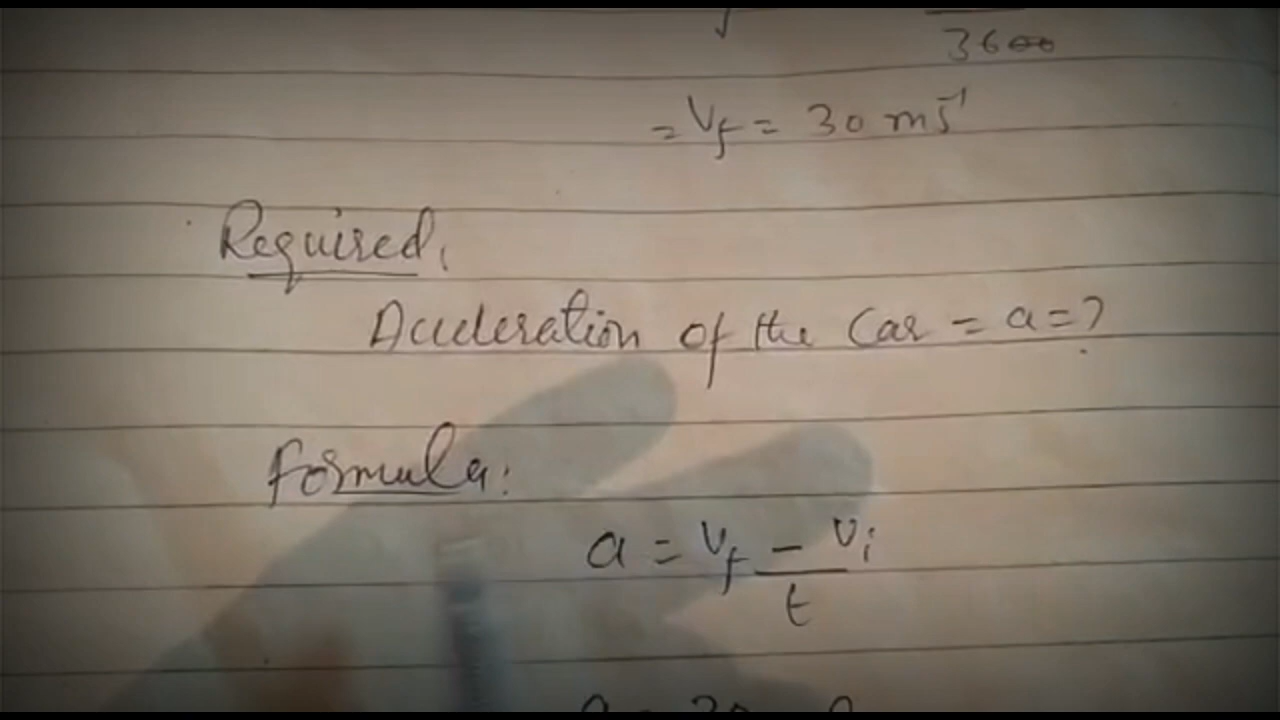 3600
= Vf = 30 ms⁻¹
Required:
Acceleration of the Car = a = ?
Formula:
a = Vf - Vi
t